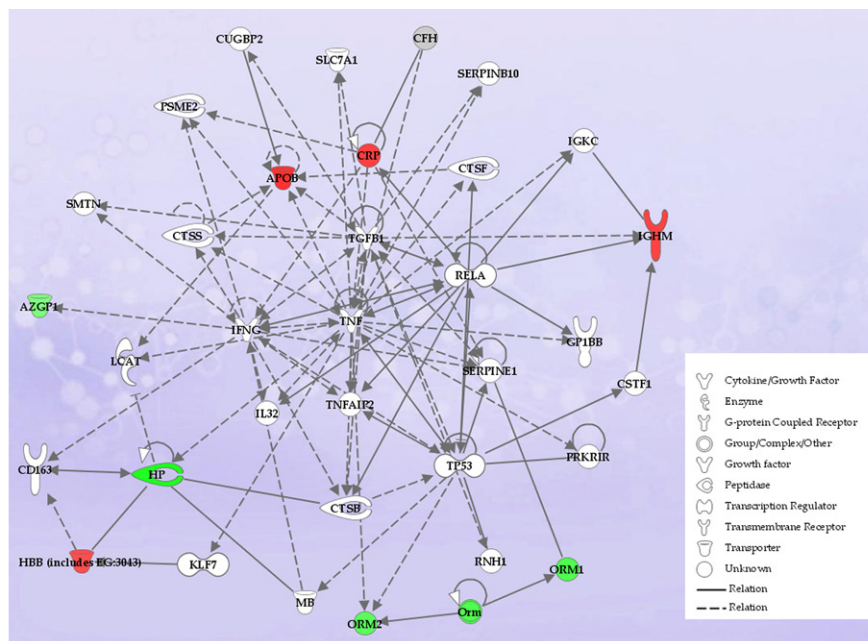 CUGBP2
CFH
SLC7A1
SERPINB10
PSME2
CRP
IGKC
APOB
CTSF
SMTN
CTSS
TGFB1
IGHM
RELA
AZGP1
IFNG
TNF
GP1BB
LCAT
SERPINE1
CSTF1
IL32
TNFAIP2
CD163
HP
TP53
PRKRIR
CTSB
HBB (includes EG:3043)
KLF7
RNH1
ORM1
MB
ORM2
Orm
Cytokine/Growth Factor
Enzyme
G-protein Coupled Receptor
Group/Complex/Other
Growth factor
Peptidase
Transcription Regulator
Transmembrane Receptor
Transporter
Unknown
Relation
Relation